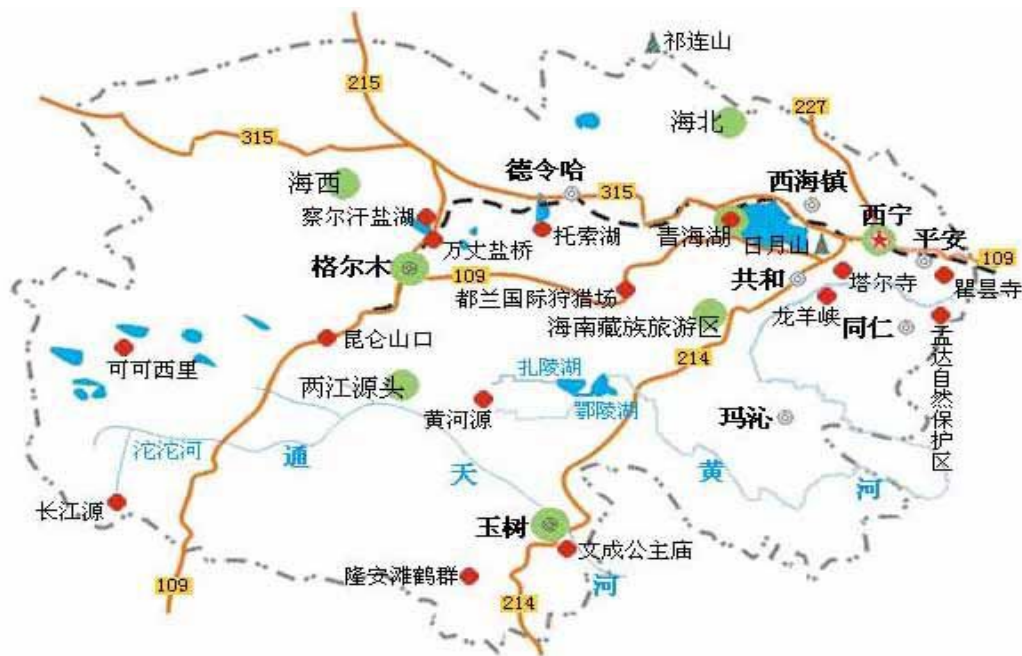 祁连山
215
227
海北
315
德令哈
海西
315
西海镇
察尔汗盐湖
西宁
万丈盐桥
托索湖
青海湖
日月山
平安
109
格尔木
109
共和
塔尔寺
瞿昙寺
都兰国际狩猎场
海南藏族旅游区
龙羊峡
同仁
孟达自然保护区
昆仑山口
214
可可西里
扎陵湖
两江源头
鄂陵湖
黄河源
玛沁
沱沱河
通
天
河
黄
河
长江源
玉树
文成公主庙
隆安滩鹤群
109
214